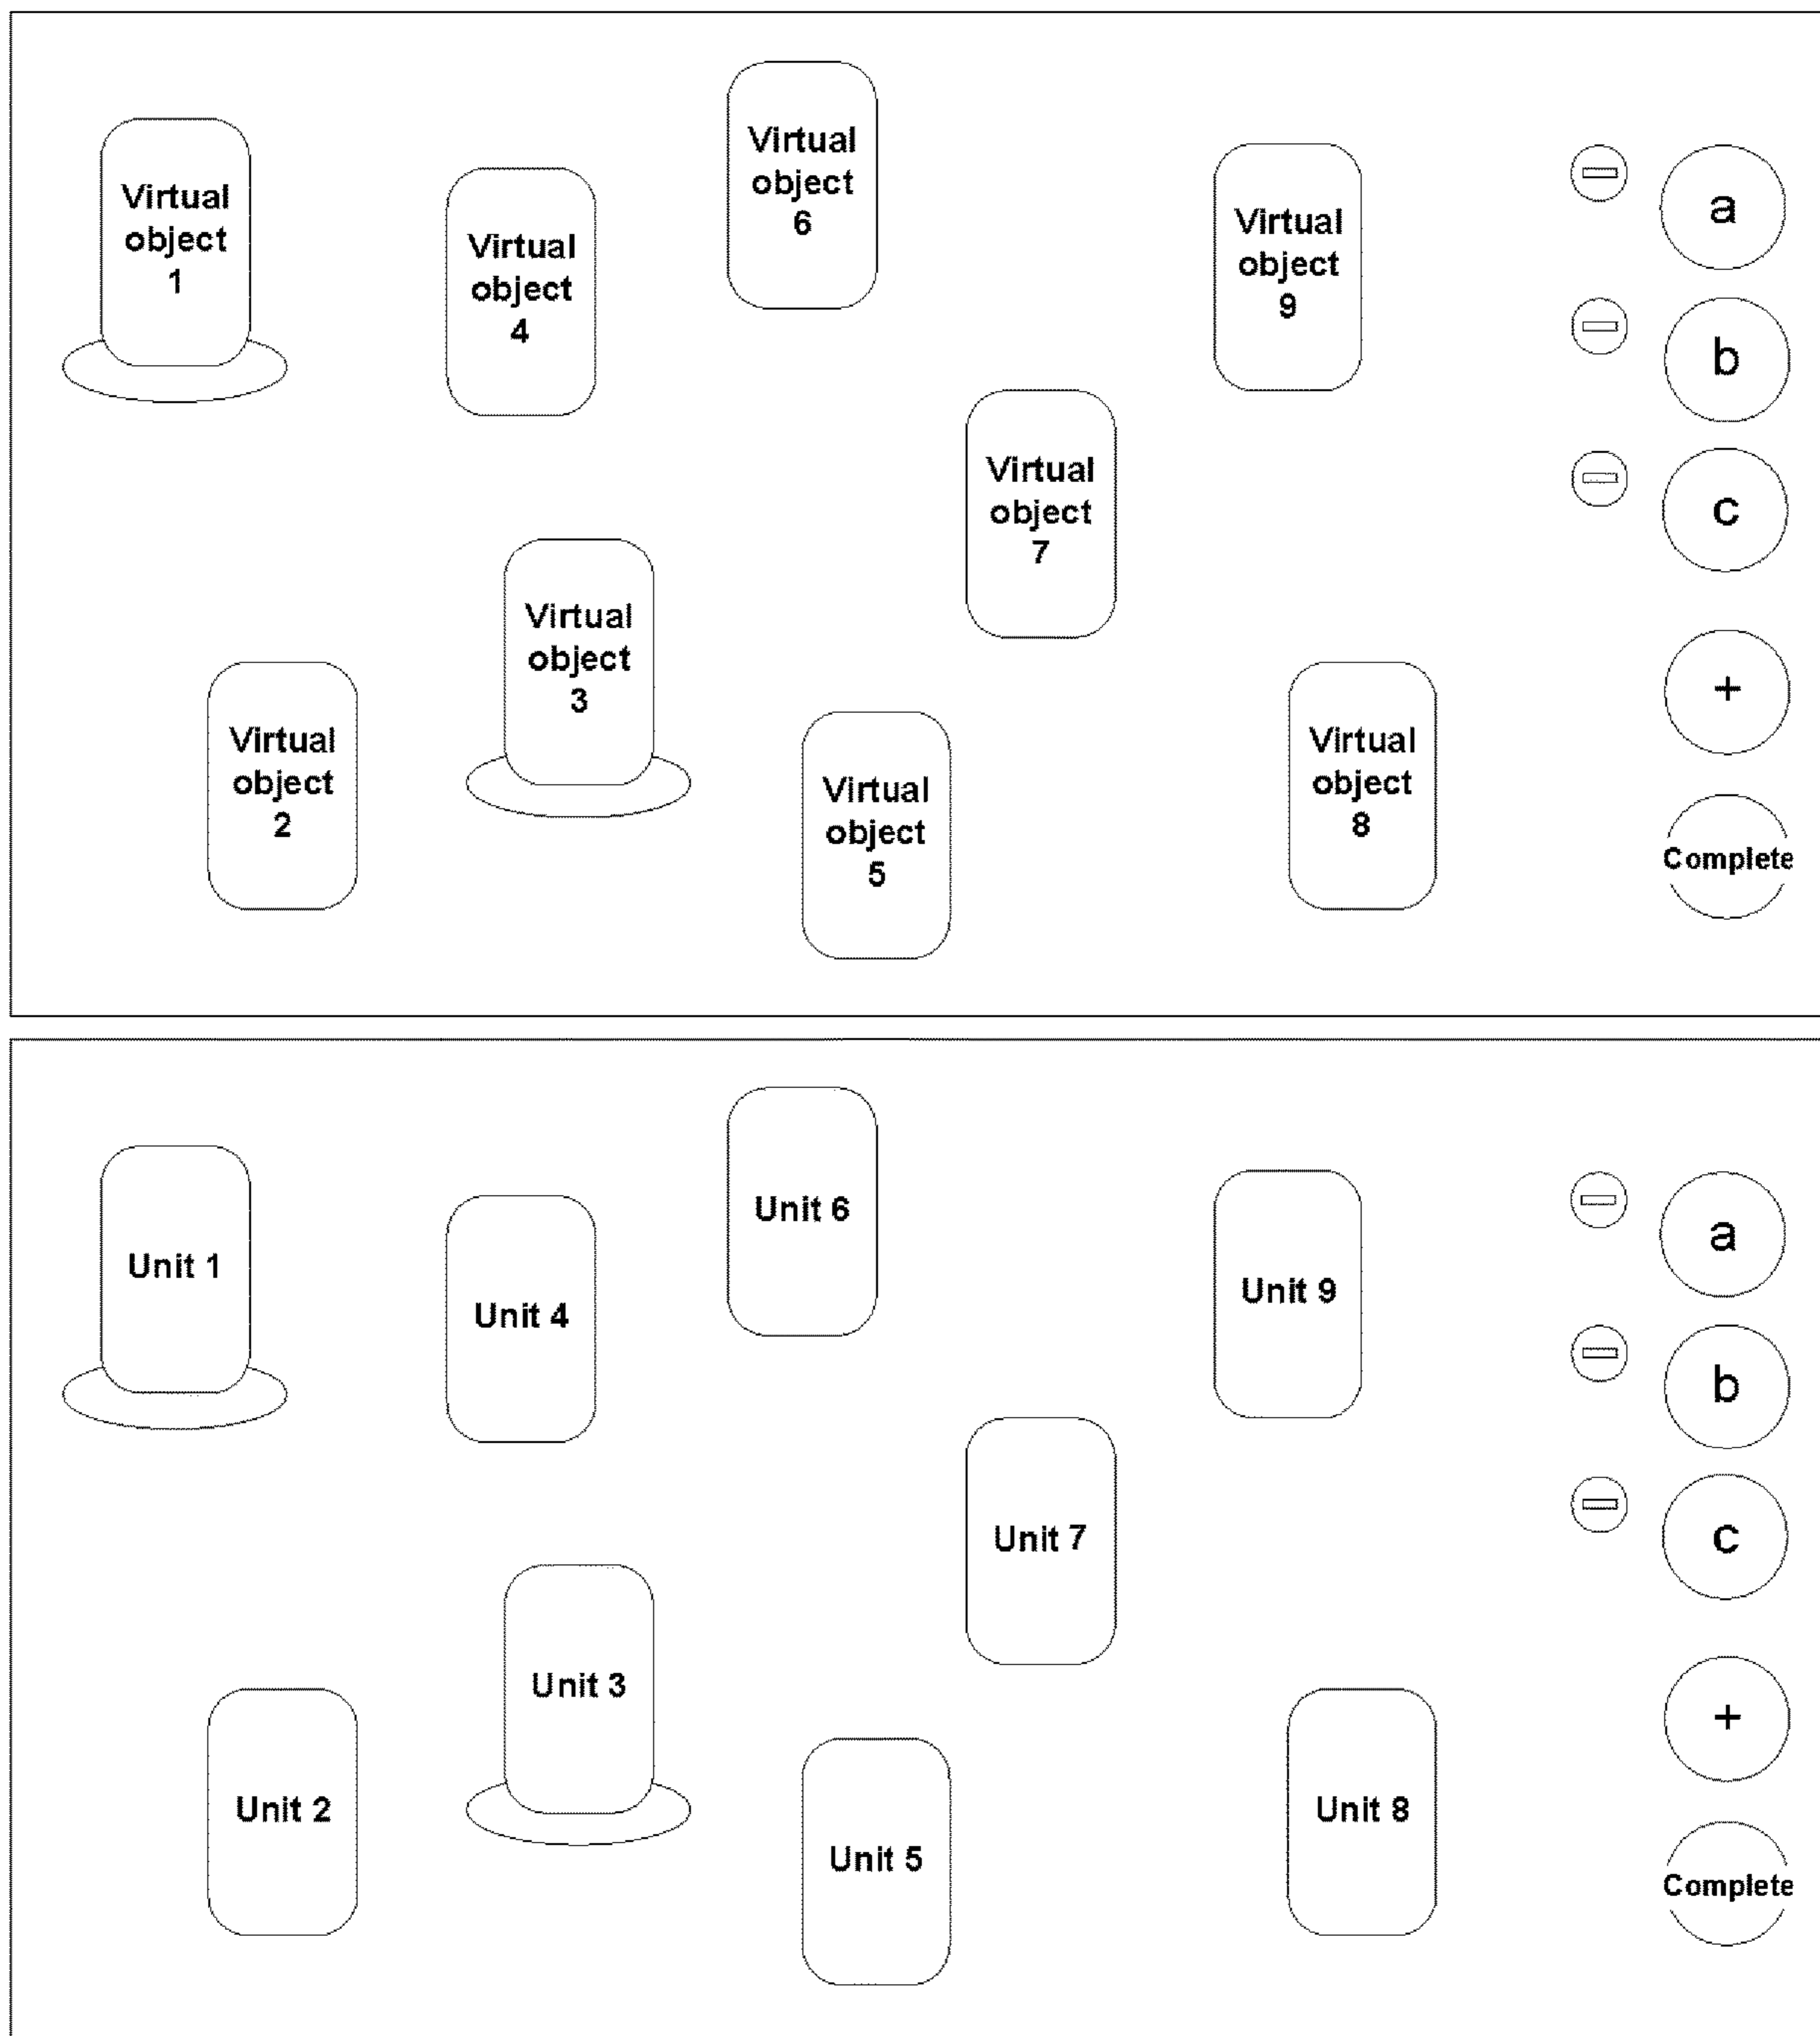 Virtual
object
1
Virtual
object
4
Virtual
object
6
Virtual
object
9
Virtual
object
7
Virtual
object
2
Virtual
object
3
Virtual
object
5
Virtual
object
8
a
b
c
+
Complete
Unit 1
Unit 4
Unit 6
Unit 9
Unit 7
Unit 2
Unit 3
Unit 5
Unit 8
a
b
c
+
Complete